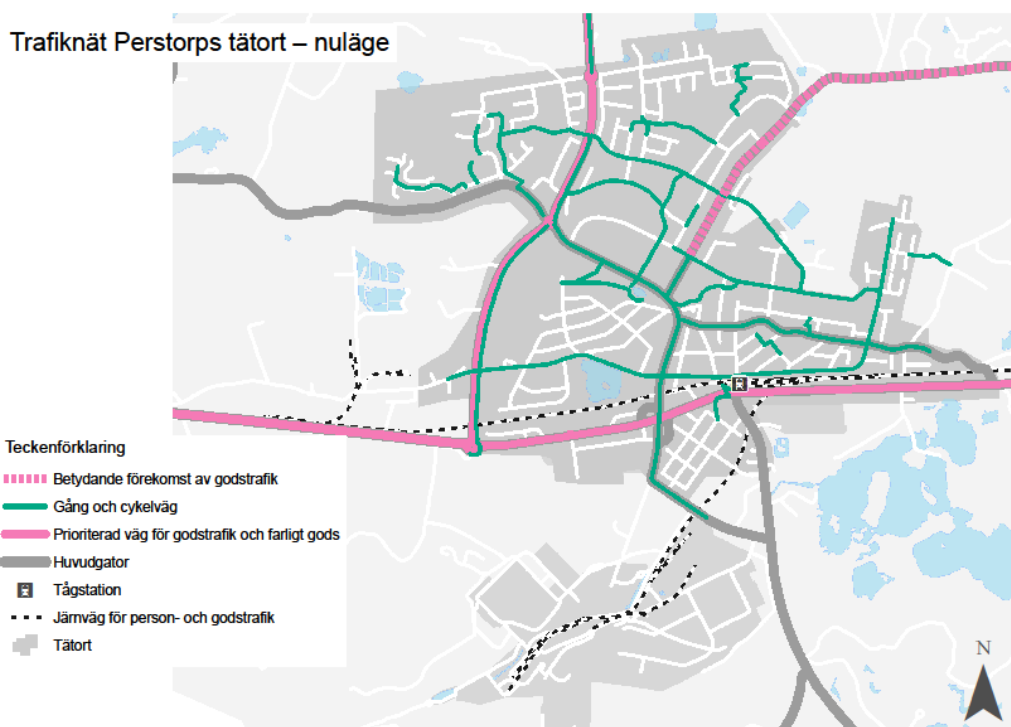 Trafiknät Perstorps tätort – nuläge
Teckenförklaring
Betydande förekomst av godstrafik
Gång och cykelväg
Prioriterad väg för godstrafik och farligt gods
Huvudgator
Tågstation
Järnväg för person- och godstrafik
Tätort
N